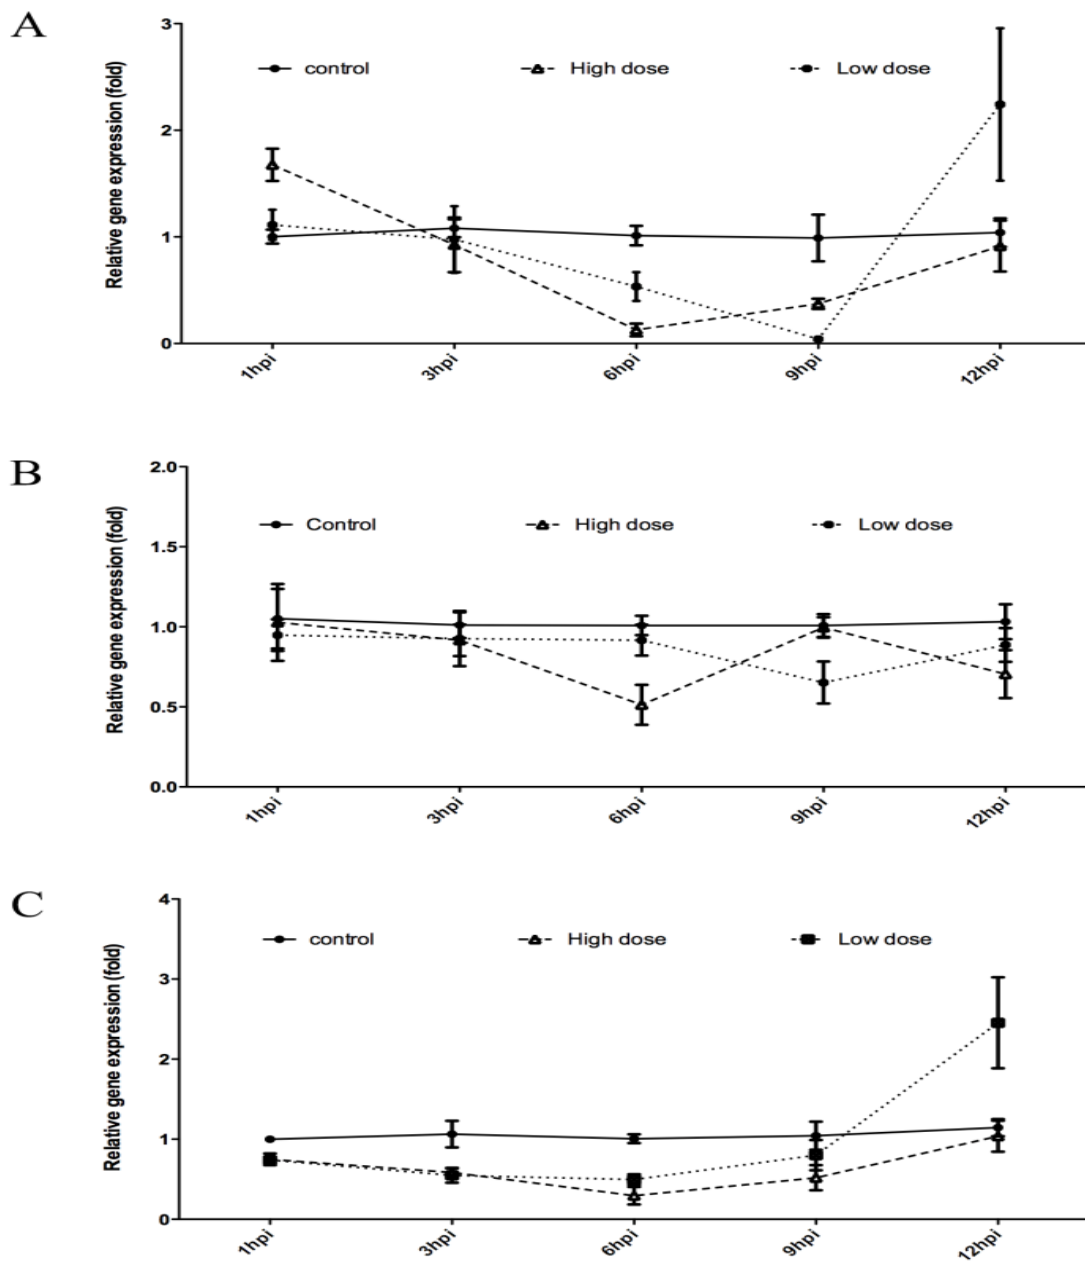 A
Relative gene expression (fold)
3
2
1
0
control High dose Low dose
1hpi 3hpi 6hpi 9hpi 12hpi
B
Relative gene expression (fold)
2.0
1.5
1.0
0.5
0.0
Control High dose Low dose
1hpi 3hpi 6hpi 9hpi 12hpi
C
Relative gene expression (fold)
4
3
2
1
0
control High dose Low dose
1hpi 3hpi 6hpi 9hpi 12hpi